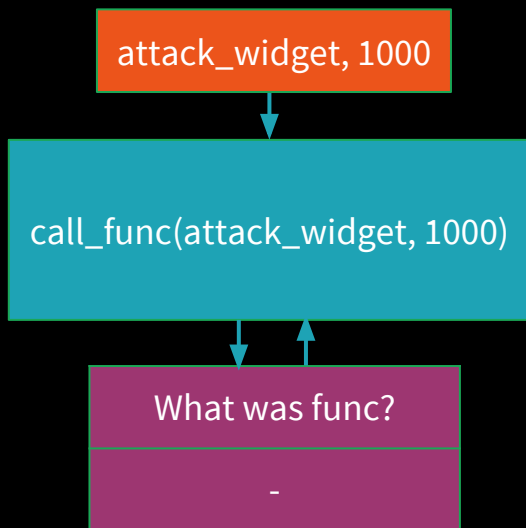 attack_widget, 1000
call_func(attack_widget, 1000)
What was func?
-